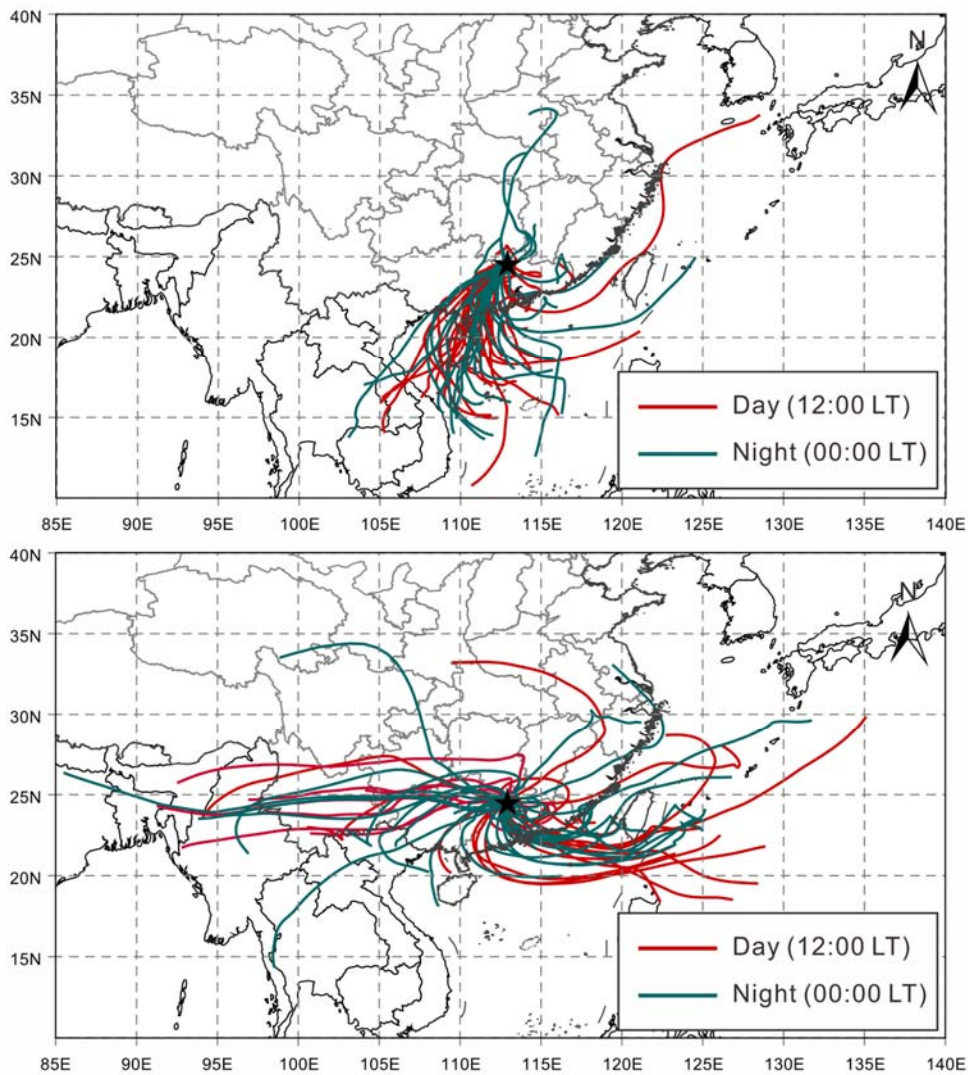 40N
N
35N
30N
25N
20N
15N
Day (12:00 LT)
Night (00:00 LT)
85E 90E 95E 100E 105E 110E 115E 120E 125E 130E 135E 140E
40N
N
35N
30N
25N
20N
15N
Day (12:00 LT)
Night (00:00 LT)
85E 90E 95E 100E 105E 110E 115E 120E 125E 130E 135E 140E